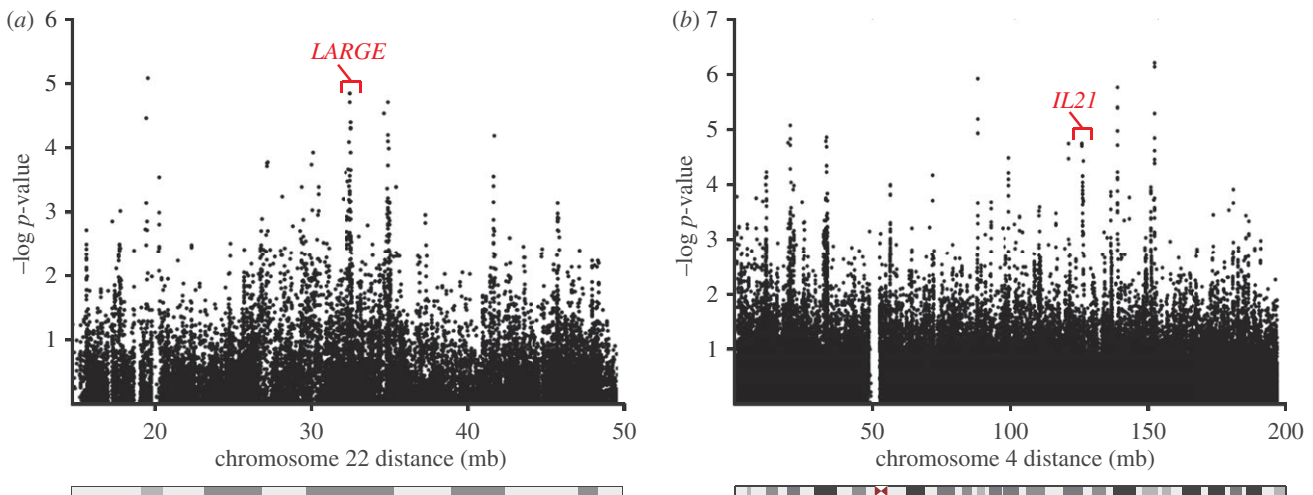 (a)
6
5
4
3
2
1
–log p-value
LARGE
20
30
40
50
chromosome 22 distance (mb)
(b)
7
6
5
4
3
2
1
–log p-value
IL21
50
100
150
200
chromosome 4 distance (mb)